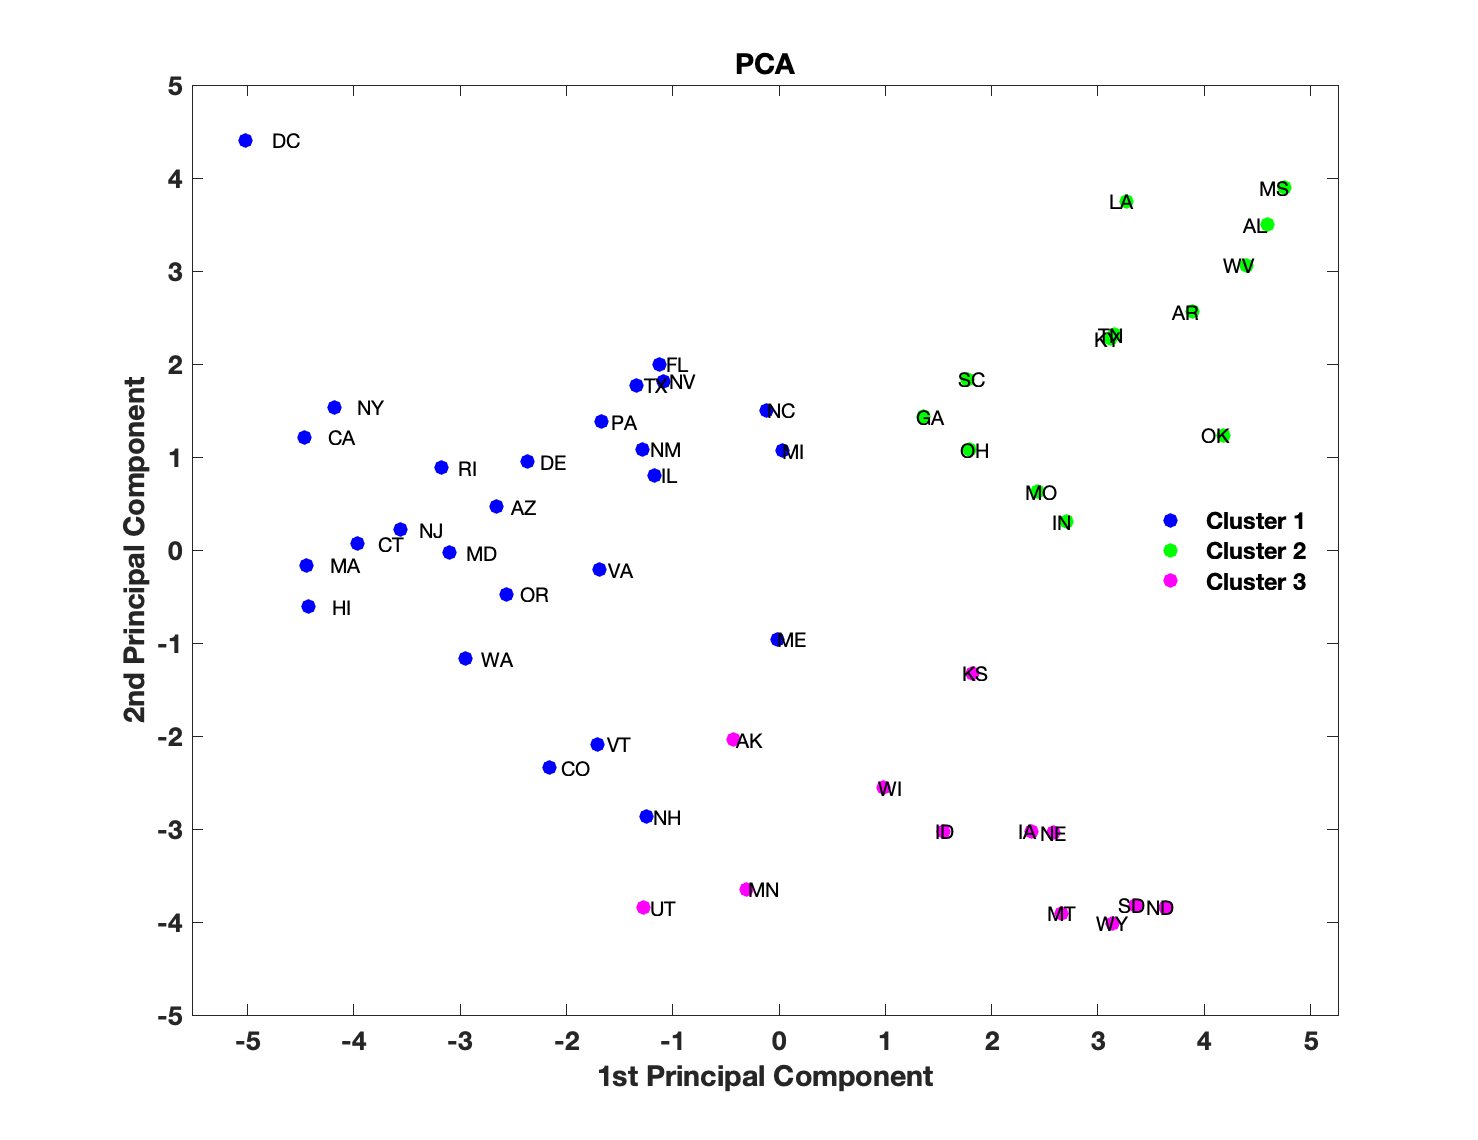 PCA
5
DC
4
MS
LA
AL
3
WV
AR
TN
KY
2
FL
NV
TX
SC
NY
NC
GA
PA
CA
OK
NM
MI
OH
1
DE
RI
IL
MO
AZ
IN
Cluster 1
NJ
CT
0
MD
Cluster 2
MA
VA
Cluster 3
OR
HI
-1
ME
WA
KS
-2
AK
VT
CO
WI
-3
NH
ID
IA
NE
MN
UT
SD
ND
MT
-4
WY
-5
-5 -4 -3 -2 -1 0 1 2 3 4 5
1st Principal Component
2nd Principal Component